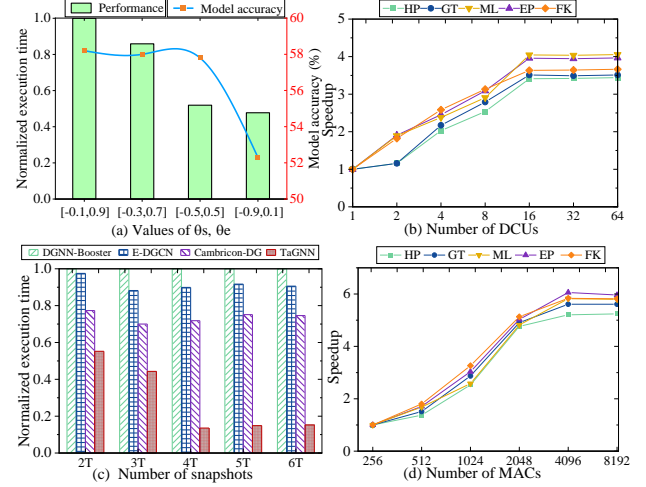 Performance Model accuracy
Normalized execution time
1.0
0.8
0.6
0.4
0.2
0.0
60
58
56
54
52
50
Model accuracy (%)
[-0.1,0.9] [-0.3,0.7] [-0.5,0.5] [-0.9,0.1]
(a) Values of θs, θe
HP GT ML EP FK
Speedup
5
4
3
2
1
0
1 2 4 8 16 32 64
(b) Number of DCUs
DGNN-Booster E-DGCN Cambricon-DG TaGNN
Normalized execution time
1.0
0.8
0.6
0.4
0.2
0.0
2T 3T 4T 5T 6T
(c) Number of snapshots
HP GT ML EP FK
Speedup
6
4
2
0
256 512 1024 2048 4096 8192
(d) Number of MACs